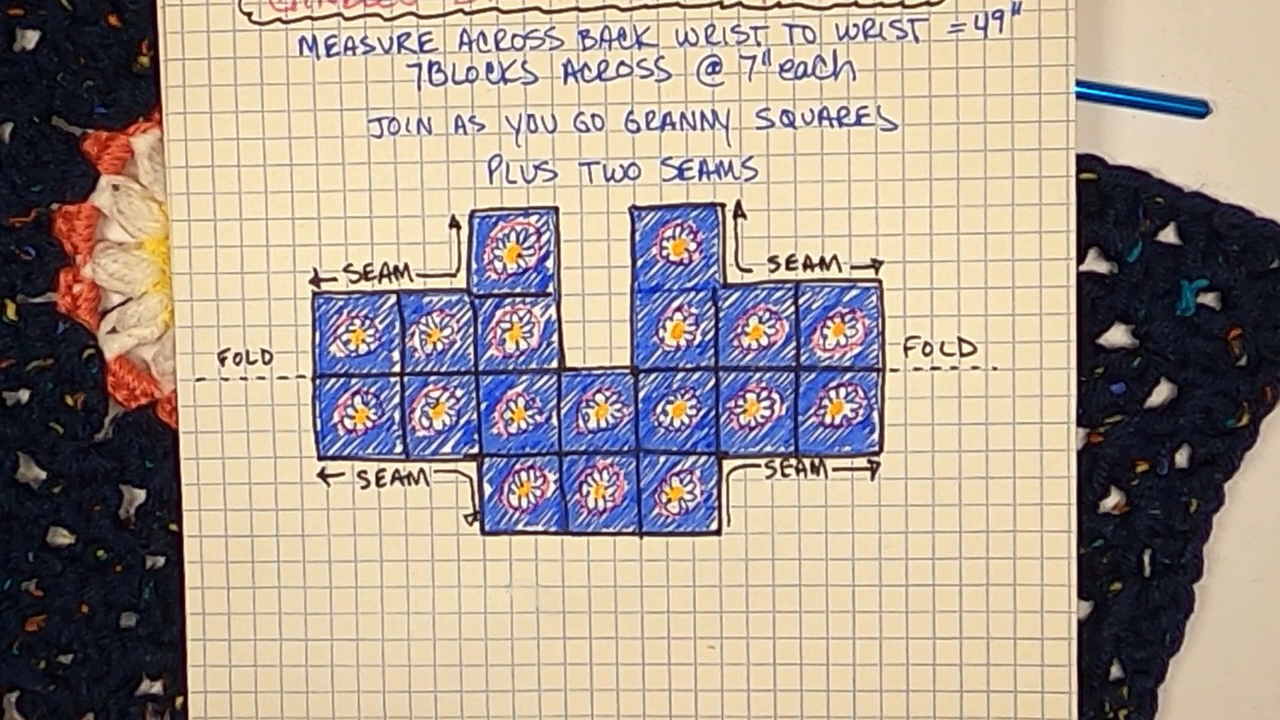 MEASURE ACROSS BACK WRIST TO WRIST = 49"
7 BLOCKS ACROSS @ 7" each
JOIN AS YOU GO GRANNY SQUARES
PLUS TWO SEAMS
SEAM
SEAM
FOLD
FOLD
SEAM
SEAM